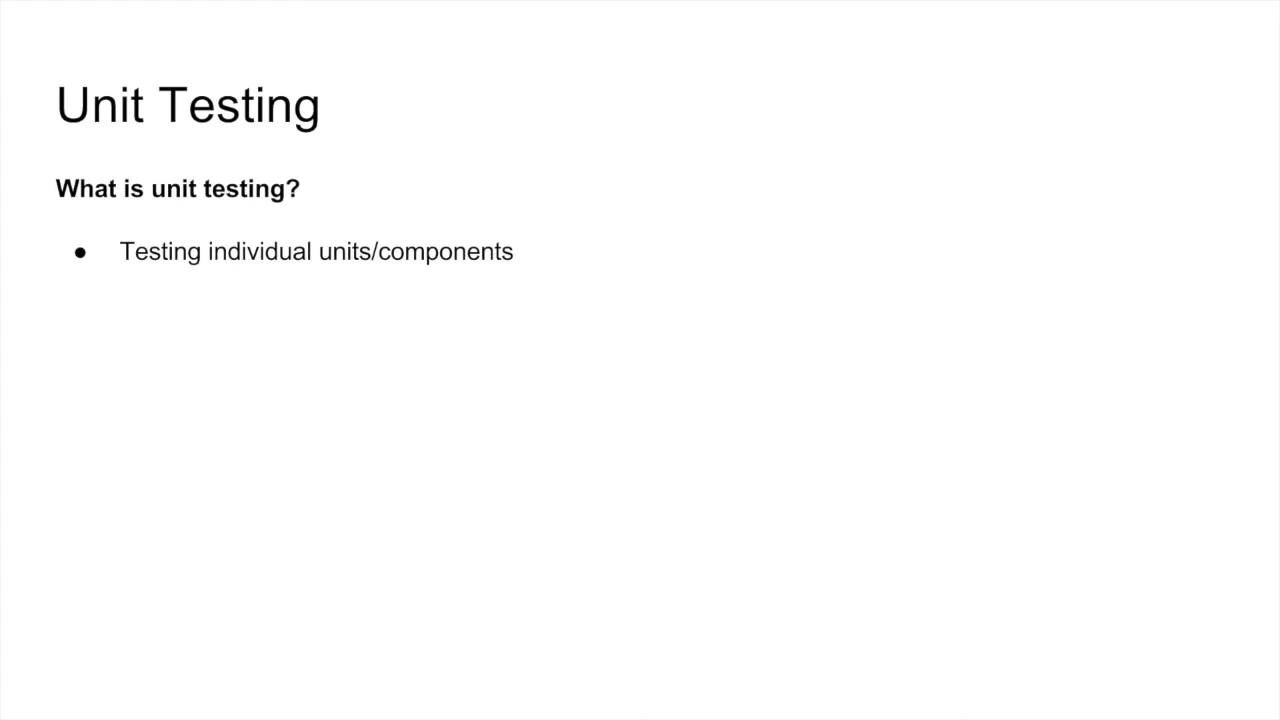 Unit Testing
What is unit testing?
● Testing individual units/components